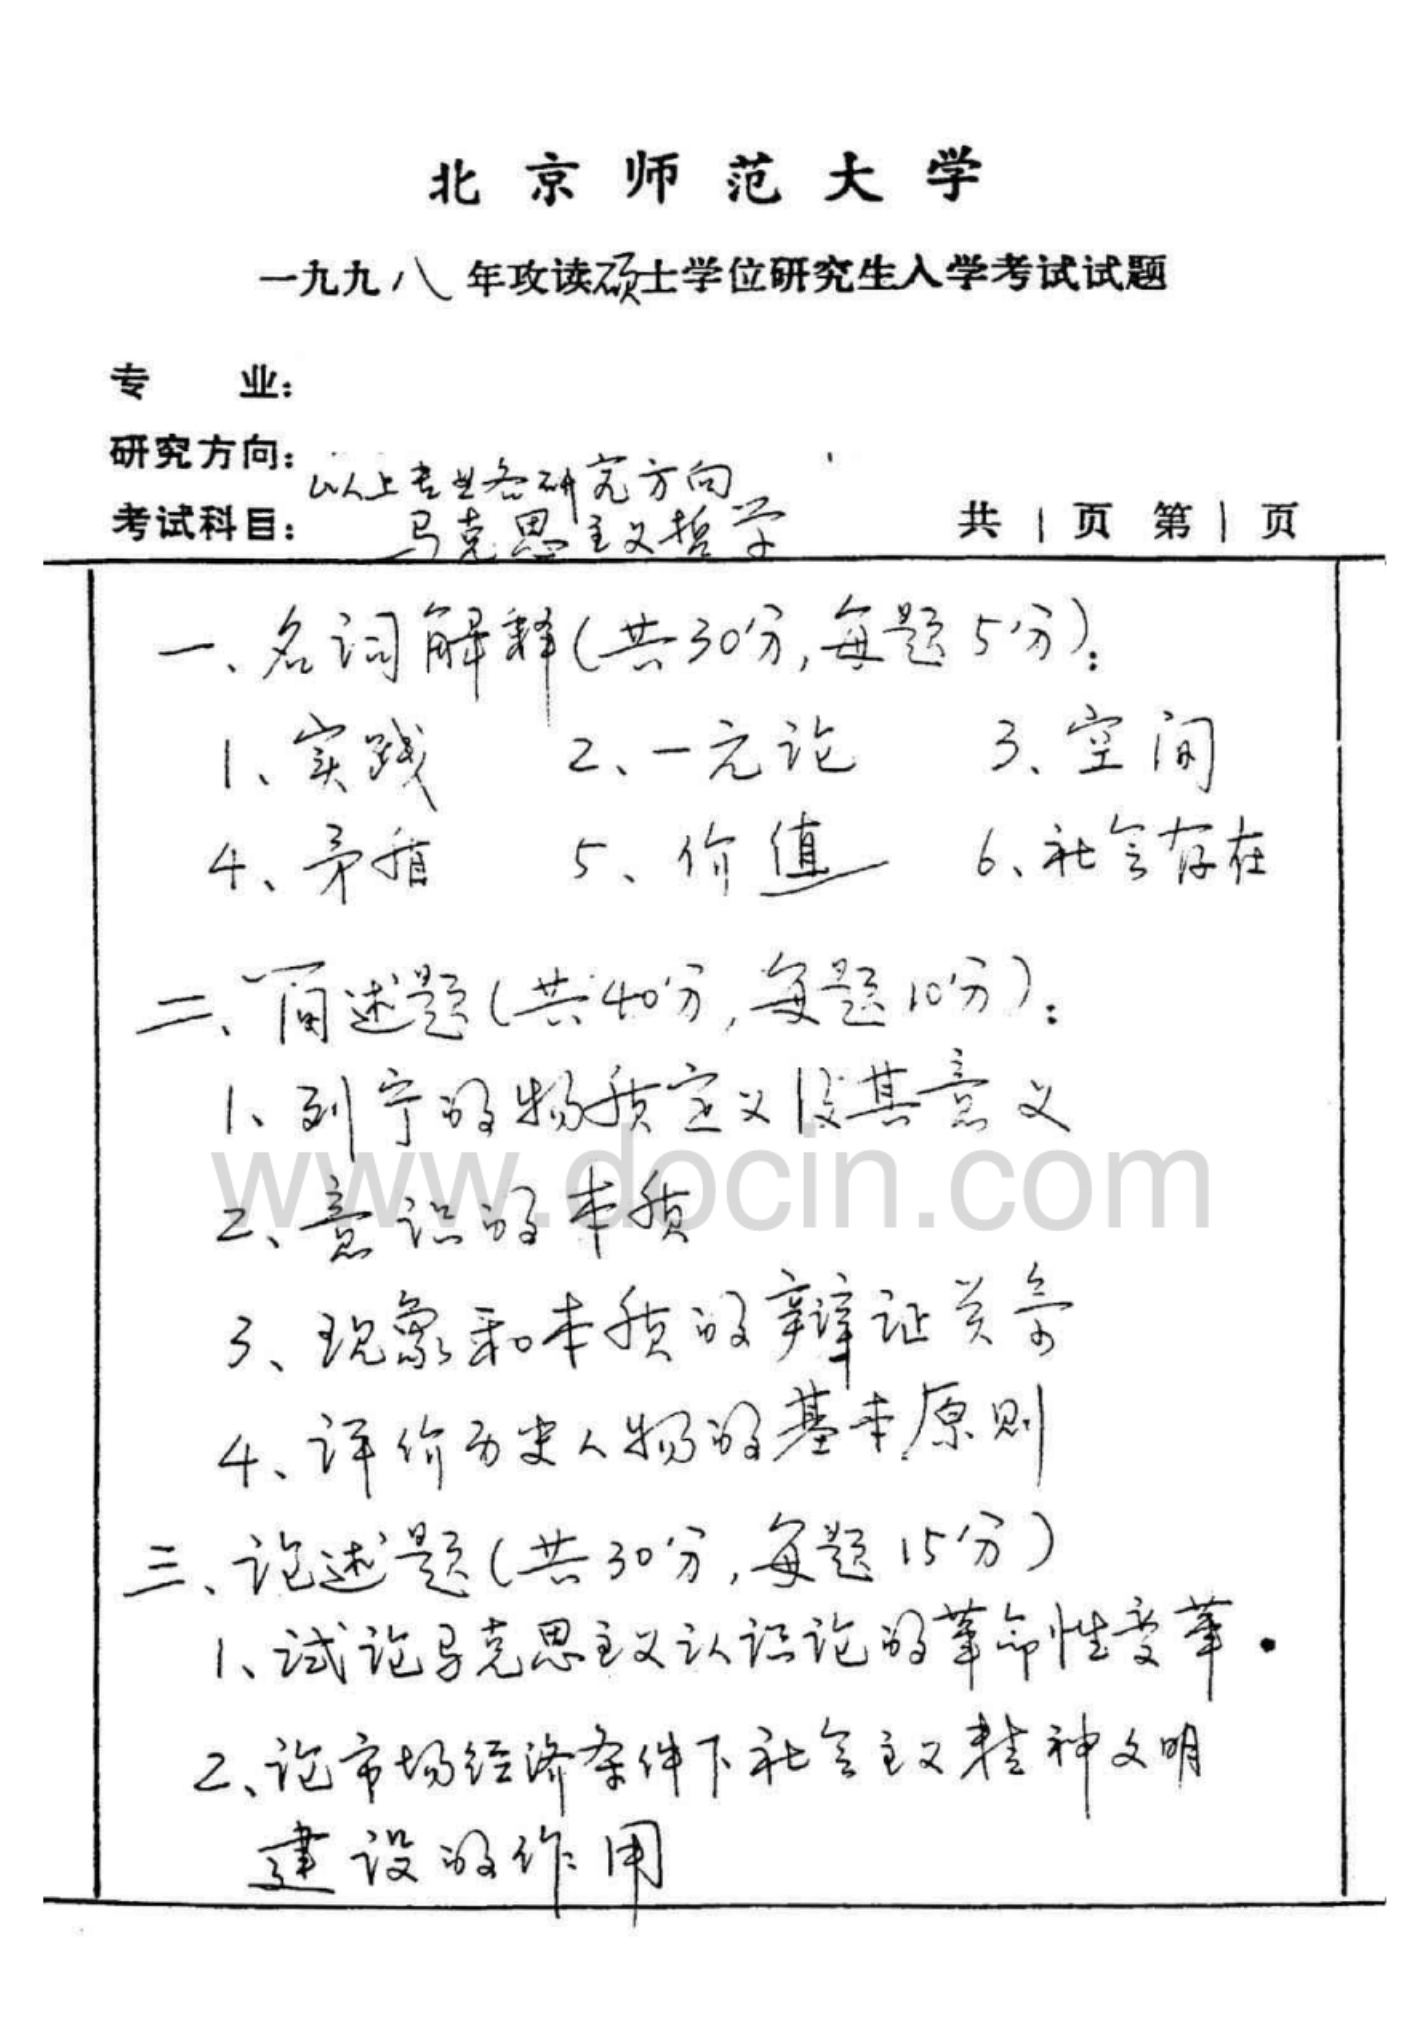 北京师范大学
一九九八年攻读硕士学位研究生入学考试试题
专　　业：
研究方向：以上专业各研究方向
考试科目：马克思主义哲学　　共1页 第1页
一、名词解释(共30分,每题5分)：
1、实践　　2、一元论　　3、空间
4、矛盾　　5、价值　　6、社会存在
二、简述题(共40分,每题10分)：
1、列宁的物质定义及其意义
www.docin.com
2、意识的本质
3、现象和本质的辩证关系
4、评价历史人物的基本原则
三、论述题(共30分,每题15分)
1、试论马克思主义认识论的革命性变革.
2、论市场经济条件下社会主义精神文明
建设的作用